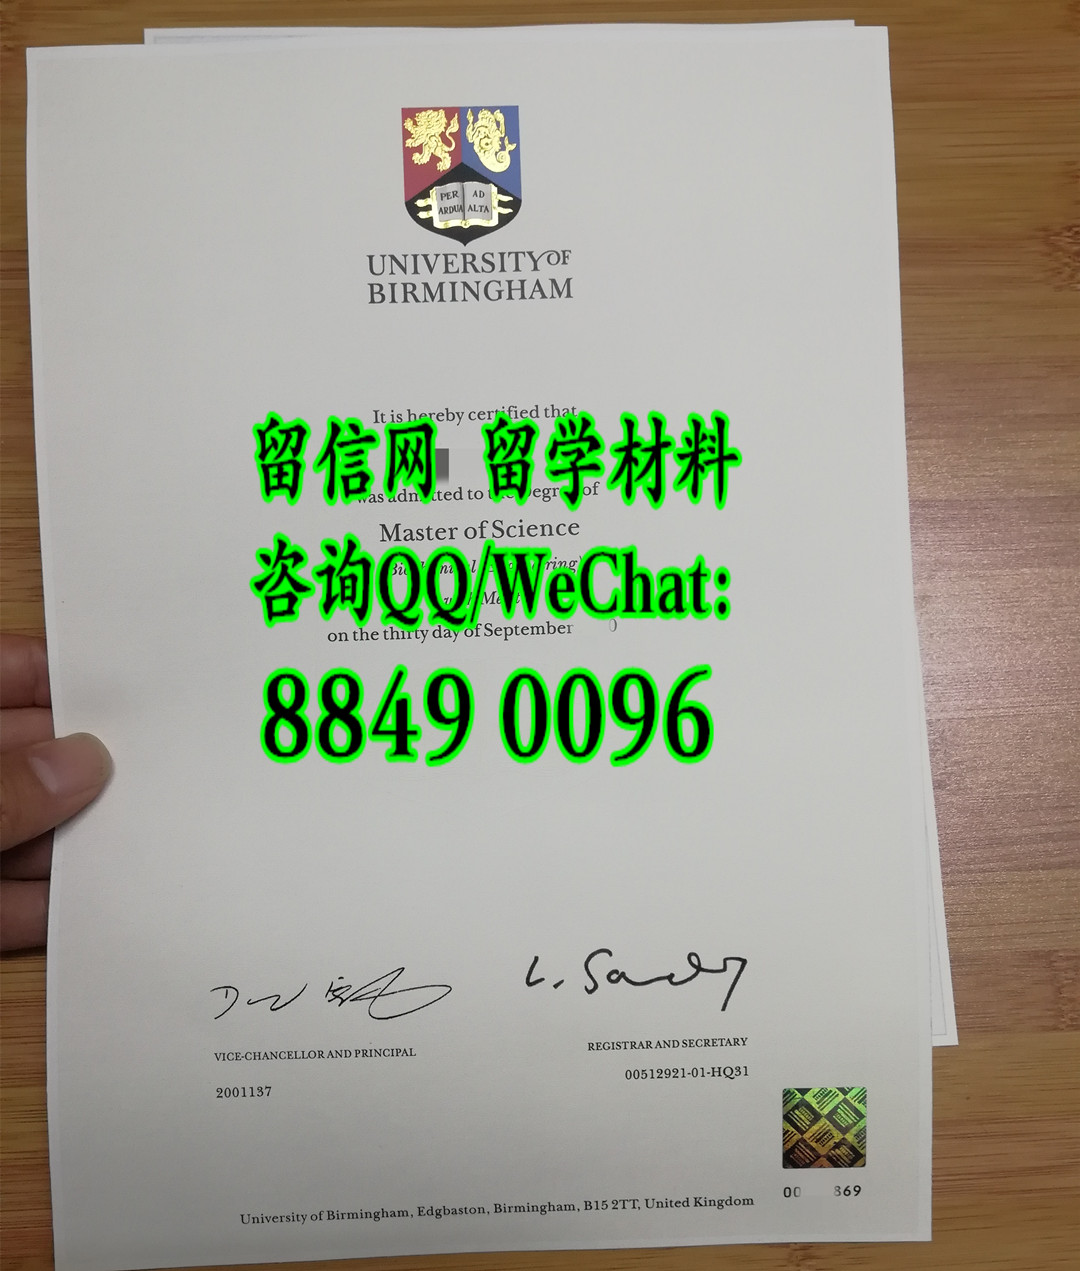 PER AD
ARDUA ALTA
UNIVERSITY OF
BIRMINGHAM
It is hereby certified that
留信网 留学材料
was admitted to the Degree of
Master of Science
咨询QQ/WeChat:
on the thirty day of September 0
8849 0096
VICE-CHANCELLOR AND PRINCIPAL
REGISTRAR AND SECRETARY
2001137
00512921-01-HQ31
00 869
University of Birmingham, Edgbaston, Birmingham, B15 2TT, United Kingdom